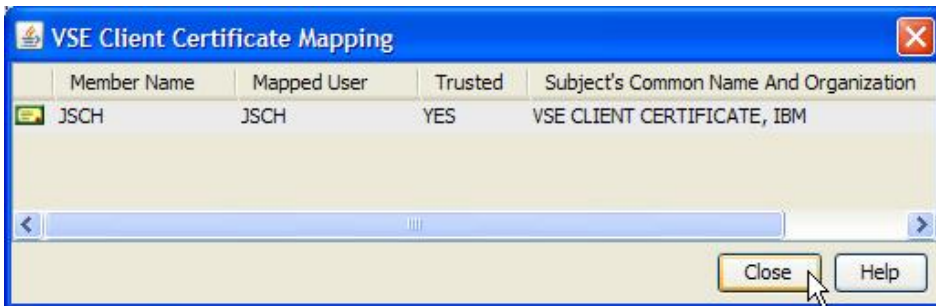 VSE Client Certificate Mapping
Member Name Mapped User Trusted Subject's Common Name And Organization
JSCH JSCH YES VSE CLIENT CERTIFICATE, IBM
Close Help